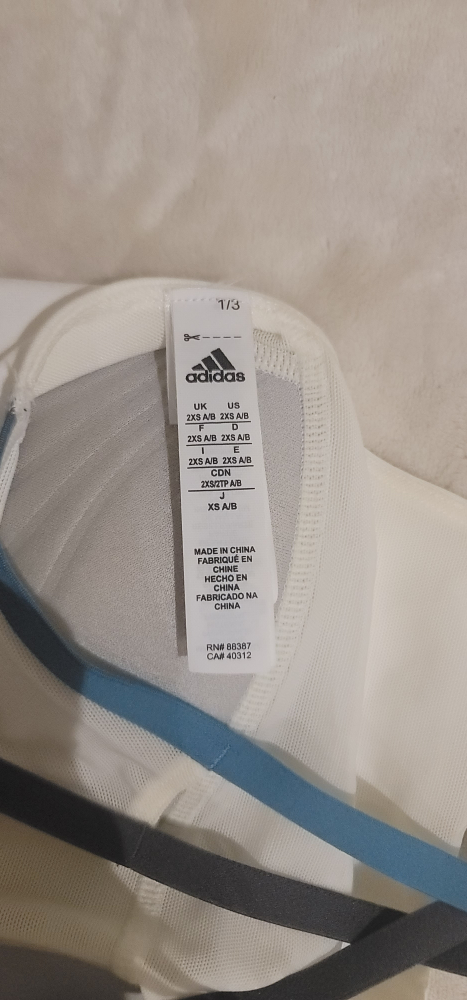 1/3
adidas
UK US
2XS A/B 2XS A/B
F D
2XS A/B 2XS A/B
I E
2XS A/B 2XS A/B
CDN
2XS/2TP A/B
J
XS A/B
MADE IN CHINA
FABRIQUÉ EN
CHINE
HECHO EN
CHINA
FABRICADO NA
CHINA
RN# 88387
CA# 40312